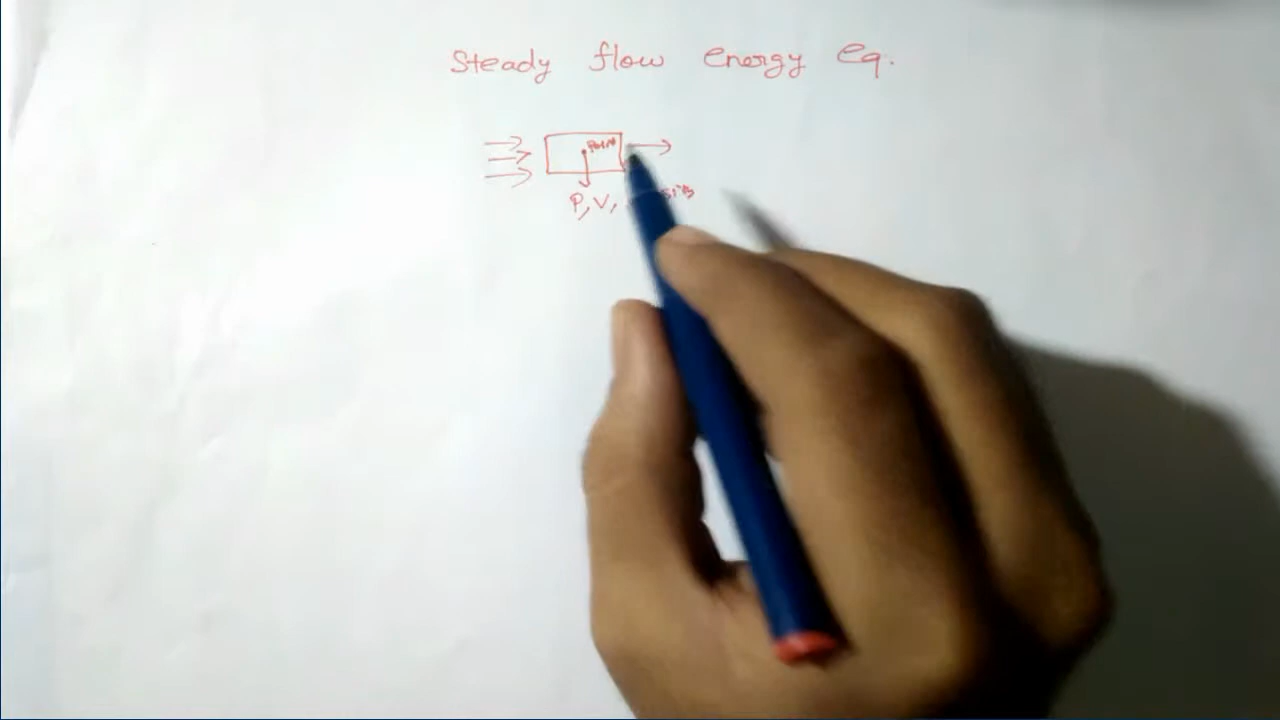 Steady flow energy Eq.
Point
P, V,